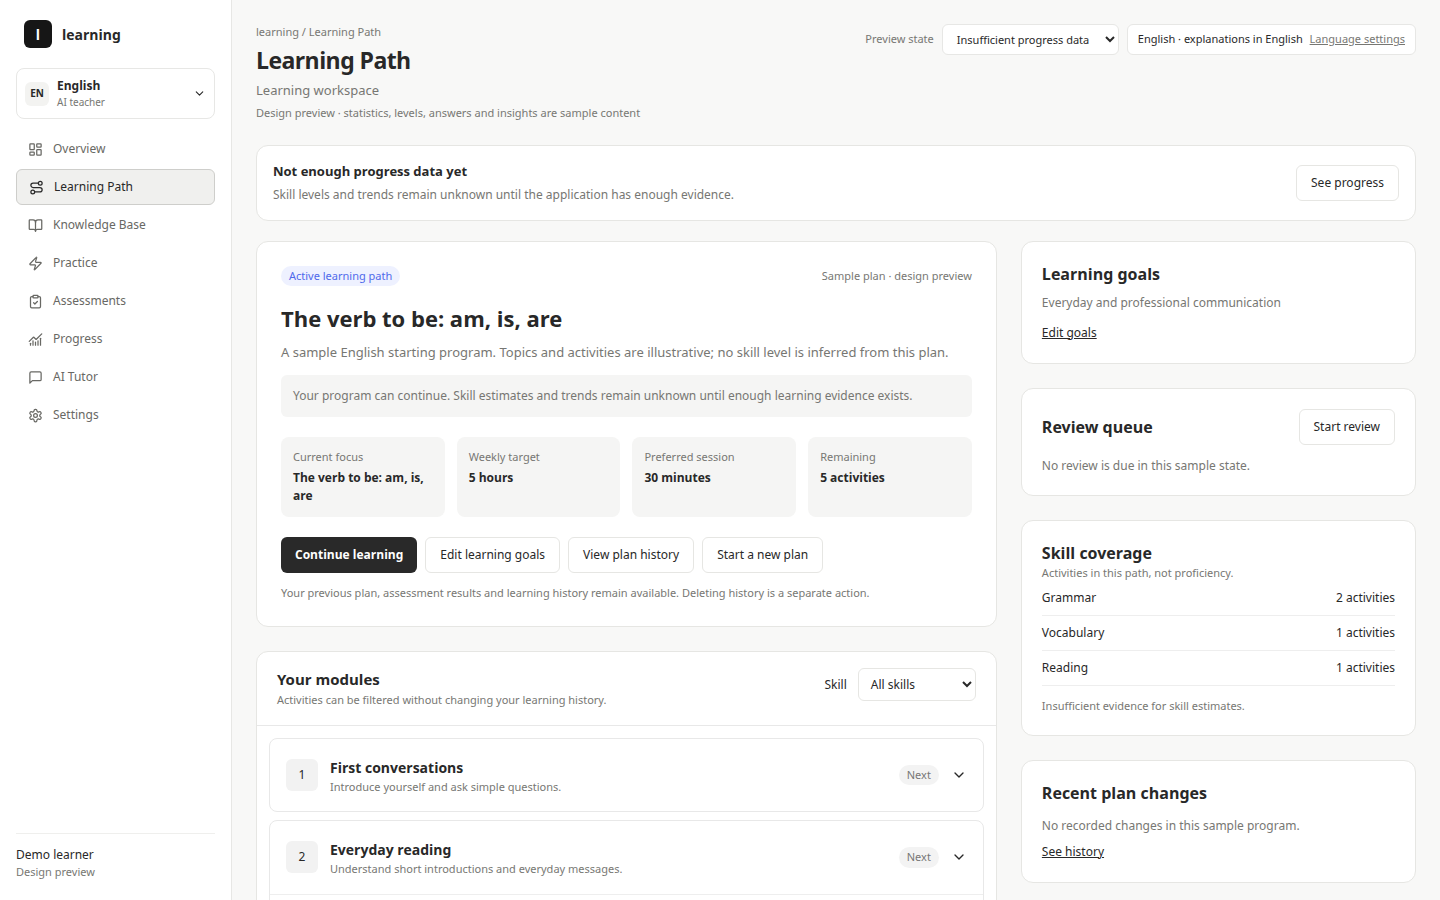 l learning
EN English
AI teacher
Overview
Learning Path
Knowledge Base
Practice
Assessments
Progress
AI Tutor
Settings
Demo learner
Design preview
learning / Learning Path
Learning Path
Learning workspace
Design preview · statistics, levels, answers and insights are sample content
Preview state Insufficient progress data English · explanations in English Language settings
Not enough progress data yet
Skill levels and trends remain unknown until the application has enough evidence.
See progress
Active learning path Sample plan · design preview
The verb to be: am, is, are
A sample English starting program. Topics and activities are illustrative; no skill level is inferred from this plan.
Your program can continue. Skill estimates and trends remain unknown until enough learning evidence exists.
Current focus
The verb to be: am, is,
are
Weekly target
5 hours
Preferred session
30 minutes
Remaining
5 activities
Continue learning Edit learning goals View plan history Start a new plan
Your previous plan, assessment results and learning history remain available. Deleting history is a separate action.
Your modules
Activities can be filtered without changing your learning history.
Skill All skills
1 First conversations
Introduce yourself and ask simple questions.
Next
2 Everyday reading
Understand short introductions and everyday messages.
Next
Learning goals
Everyday and professional communication
Edit goals
Review queue Start review
No review is due in this sample state.
Skill coverage
Activities in this path, not proficiency.
Grammar 2 activities
Vocabulary 1 activities
Reading 1 activities
Insufficient evidence for skill estimates.
Recent plan changes
No recorded changes in this sample program.
See history